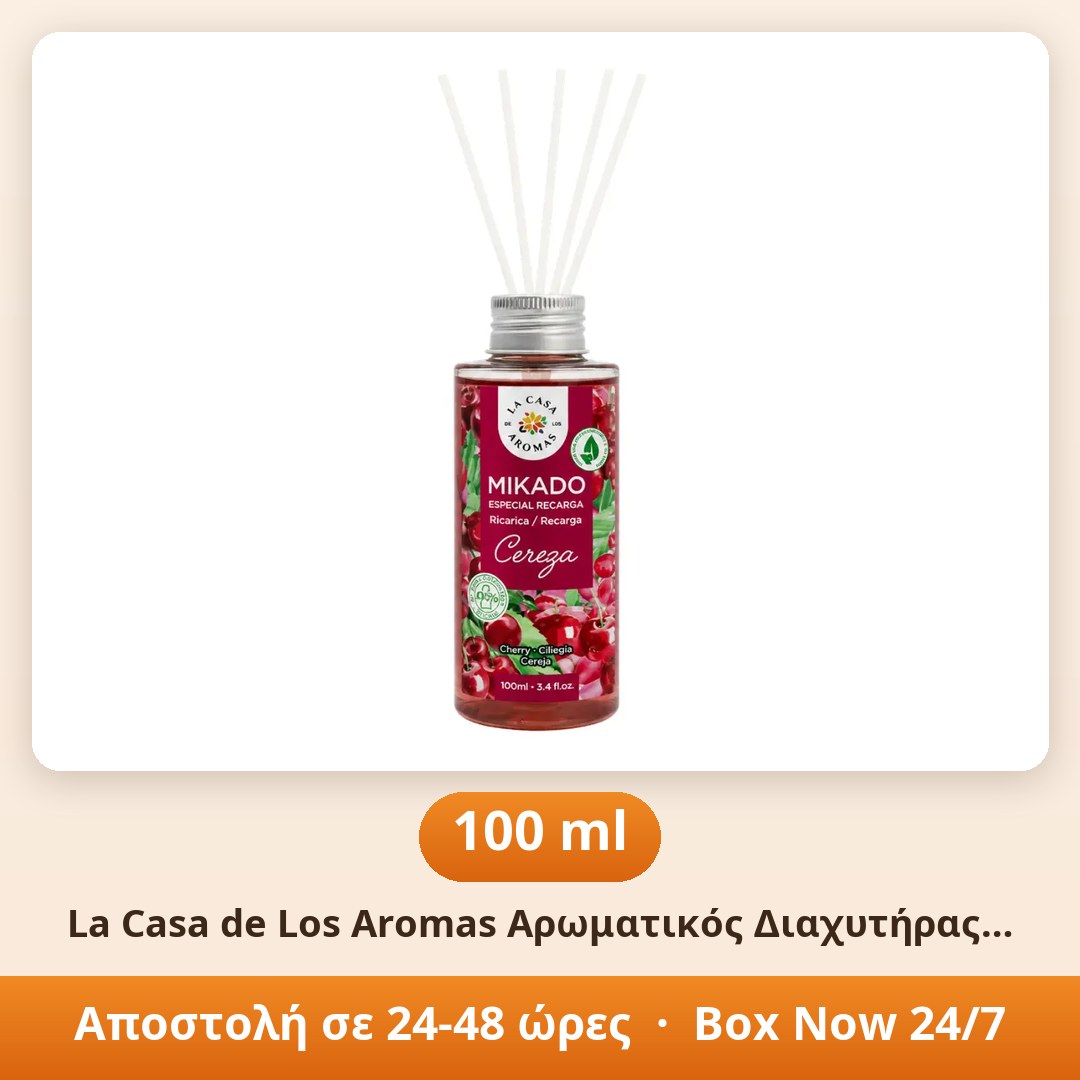 LA CASA
DE LOS
AROMAS
MIKADO
ESPECIAL RECARGA
Ricarica / Recarga
Cereza
0%
Cherry · Ciliegia
Cereja
100ml - 3.4 fl.oz.
100 ml
La Casa de Los Aromas Αρωματικός Διαχυτήρας...
Αποστολή σε 24-48 ώρες · Box Now 24/7